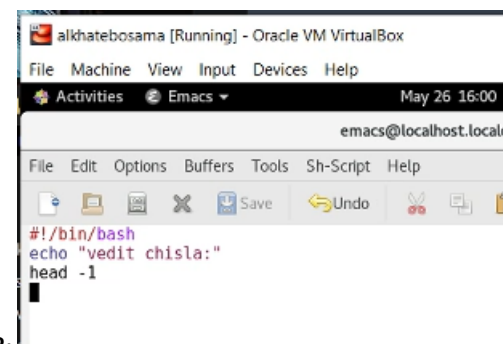 alkhatebosama [Running] - Oracle VM VirtualBox
File Machine View Input Devices Help
Activities Emacs May 26 16:00
emacs@localhost.locald
File Edit Options Buffers Tools Sh-Script Help
Save Undo
#!/bin/bash
echo "vedit chisla:"
head -1